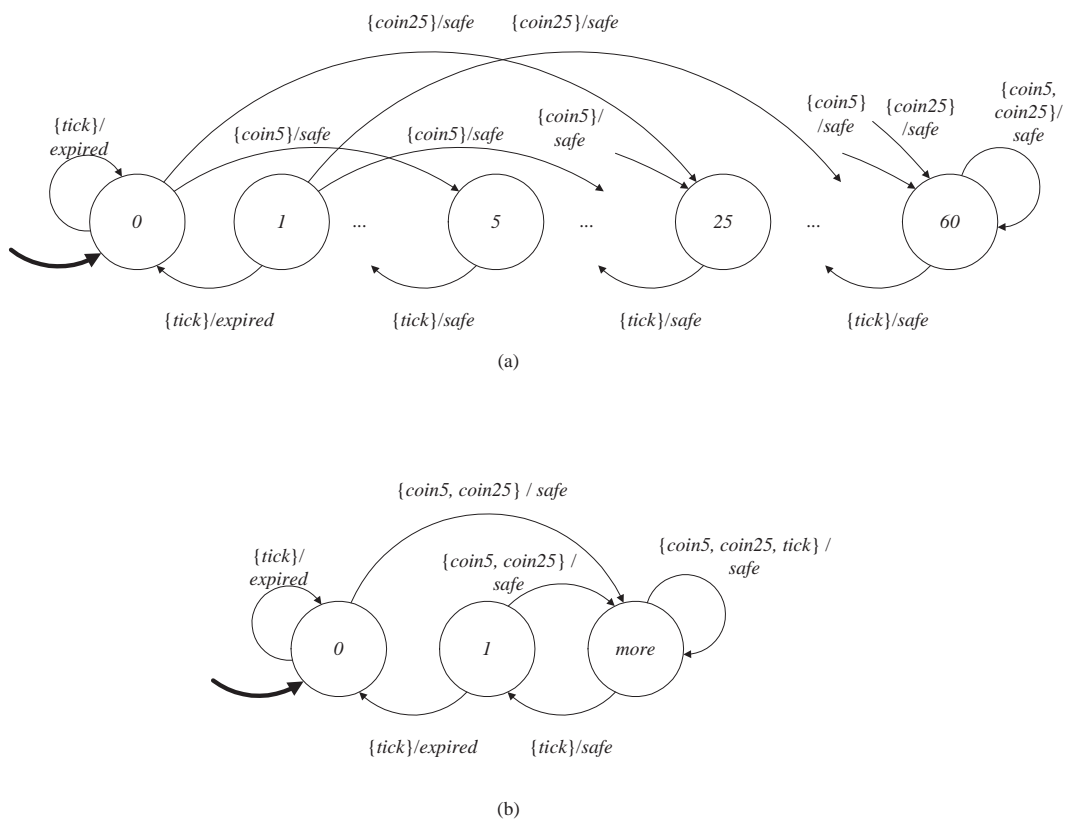 {coin25}/safe {coin25}/safe
{tick}/
expired
{coin5}/safe
{coin5}/safe
{coin5}/
safe
{coin5}
/safe
{coin25}
/safe
{coin5,
coin25}/
safe
0 1 ... 5 ... 25 ... 60
{tick}/expired {tick}/safe {tick}/safe {tick}/safe
(a)
{coin5, coin25} / safe
{tick}/
expired
{coin5, coin25} /
safe
{coin5, coin25, tick} /
safe
0 1 more
{tick}/expired {tick}/safe
(b)